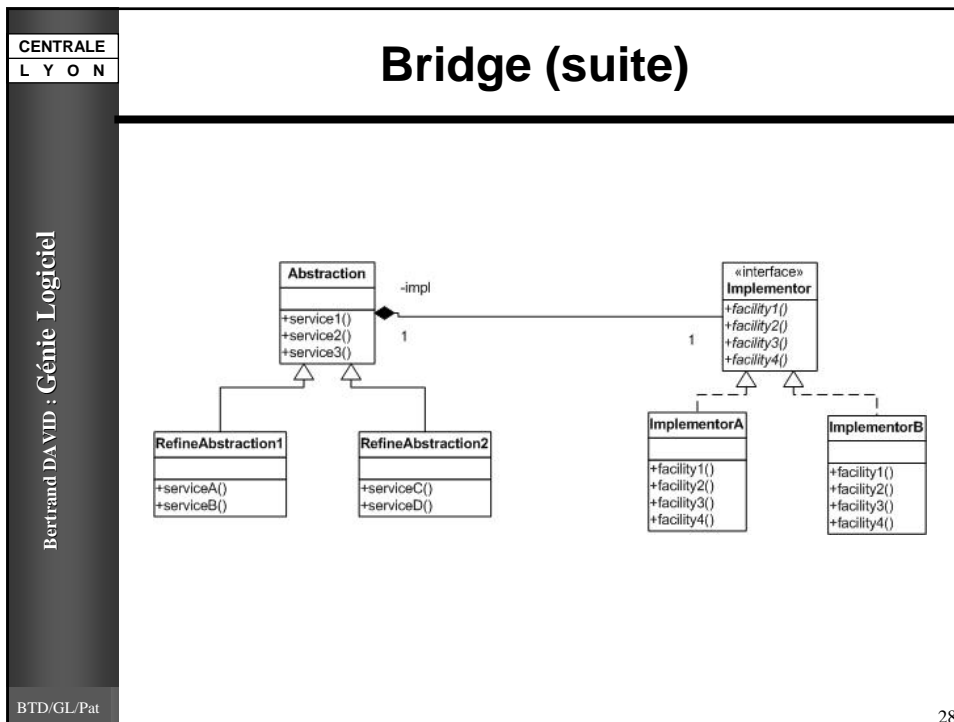 CENTRALE
L Y O N
Bridge (suite)
Bertrand DAVID : Génie Logiciel
Abstraction
+service1()
+service2()
+service3()
-impl
1
1
«interface»
Implementor
+facility1()
+facility2()
+facility3()
+facility4()
RefineAbstraction1
+serviceA()
+serviceB()
RefineAbstraction2
+serviceC()
+serviceD()
ImplementorA
+facility1()
+facility2()
+facility3()
+facility4()
ImplementorB
+facility1()
+facility2()
+facility3()
+facility4()
BTD/GL/Pat
28